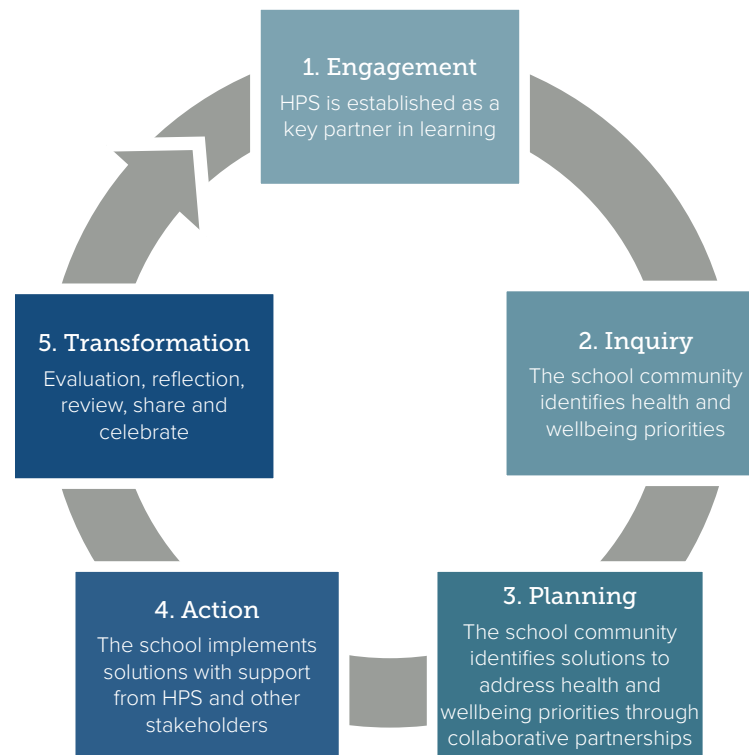 1. Engagement
HPS is established as a
key partner in learning
2. Inquiry
The school community
identifies health and
wellbeing priorities
3. Planning
The school community
identifies solutions to
address health and
wellbeing priorities through
collaborative partnerships
4. Action
The school implements
solutions with support
from HPS and other
stakeholders
5. Transformation
Evaluation, reflection,
review, share and
celebrate